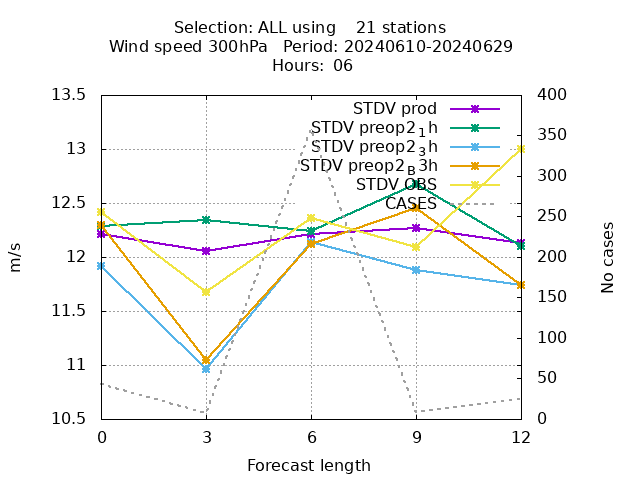 Selection: ALL using    21 stations
Wind speed 300hPa   Period: 20240610-20240629
Hours:  06
13.5
13
12.5
12
11.5
11
10.5
400
350
300
250
200
150
100
50
0
m/s
No cases
STDV prod
STDV preop2₁h
STDV preop2₃h
STDV preop2_B3h
STDV OBS
CASES
0 3 6 9 12
Forecast length